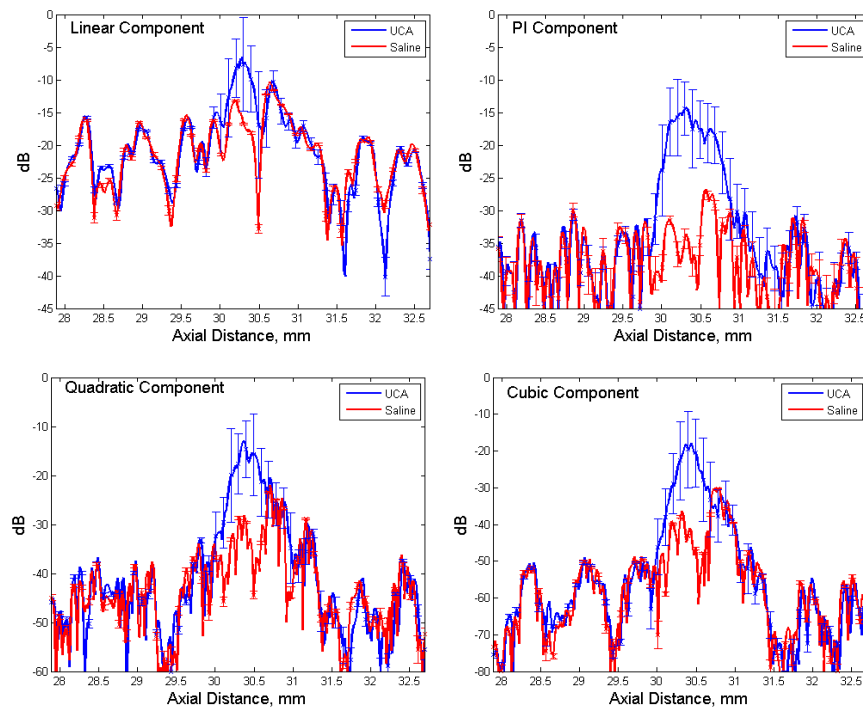 Linear Component
UCA
Saline
0
-5
-10
-15
-20
-25
-30
-35
-40
-45
dB
28 28.5 29 29.5 30 30.5 31 31.5 32 32.5
Axial Distance, mm
PI Component
UCA
Saline
0
-5
-10
-15
-20
-25
-30
-35
-40
-45
dB
28 28.5 29 29.5 30 30.5 31 31.5 32 32.5
Axial Distance, mm
Quadratic Component
UCA
Saline
0
-10
-20
-30
-40
-50
-60
dB
28 28.5 29 29.5 30 30.5 31 31.5 32 32.5
Axial Distance, mm
Cubic Component
UCA
Saline
0
-10
-20
-30
-40
-50
-60
-70
-80
dB
28 28.5 29 29.5 30 30.5 31 31.5 32 32.5
Axial Distance, mm